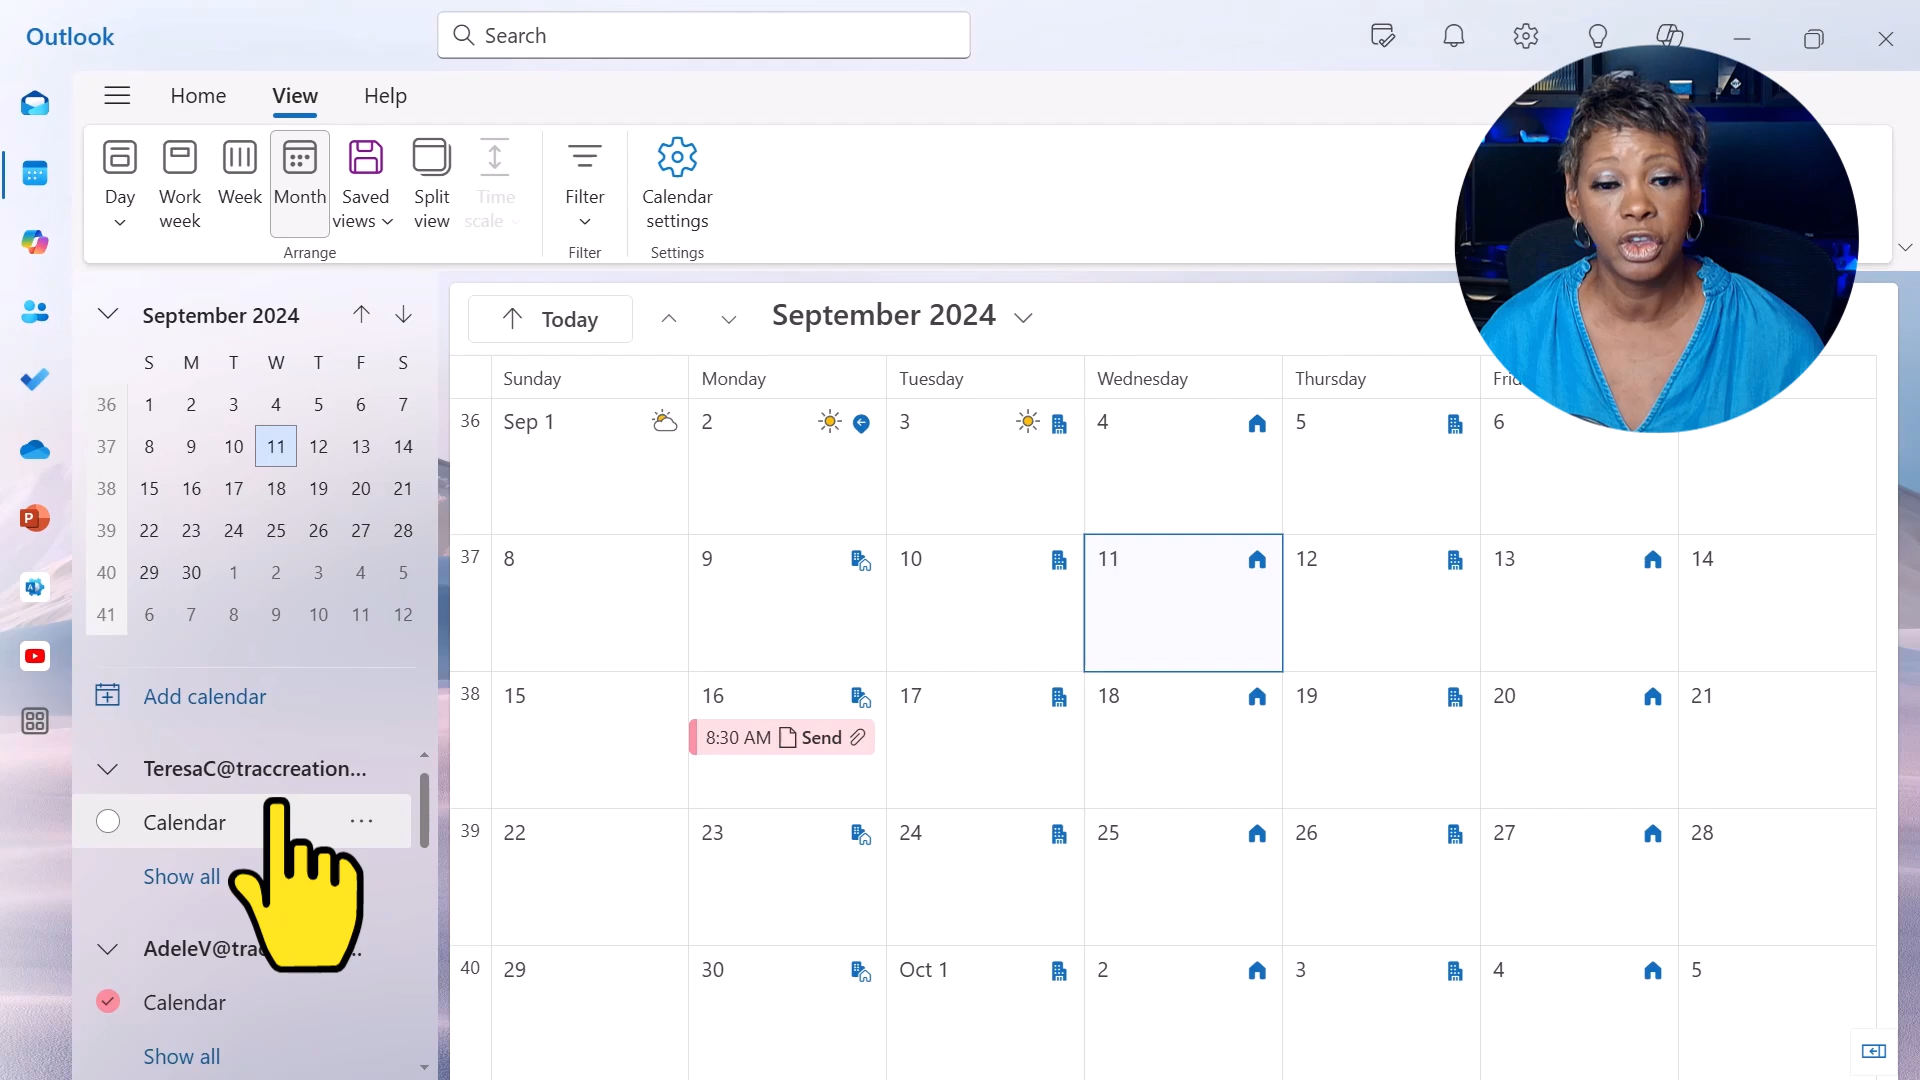 Outlook
Search
Home View Help
Day
Work week
Week
Month
Saved views
Split view
Time scale
Filter
Calendar settings
Arrange
Filter
Settings
September 2024
S M T W T F S
36 1 2 3 4 5 6 7
37 8 9 10 11 12 13 14
38 15 16 17 18 19 20 21
39 22 23 24 25 26 27 28
40 29 30 1 2 3 4 5
41 6 7 8 9 10 11 12
Add calendar
TeresaC@traccreation...
Calendar ...
Show all
Calendar
Show all
Today
September 2024
Sunday Monday Tuesday Wednesday Thursday
36 Sep 1 2 3 4 5 6
37 8 9 10 11 12 13 14
38 15 16 17 18 19 20 21
8:30 AM Send
39 22 23 24 25 26 27 28
40 29 30 Oct 1 2 3 4 5